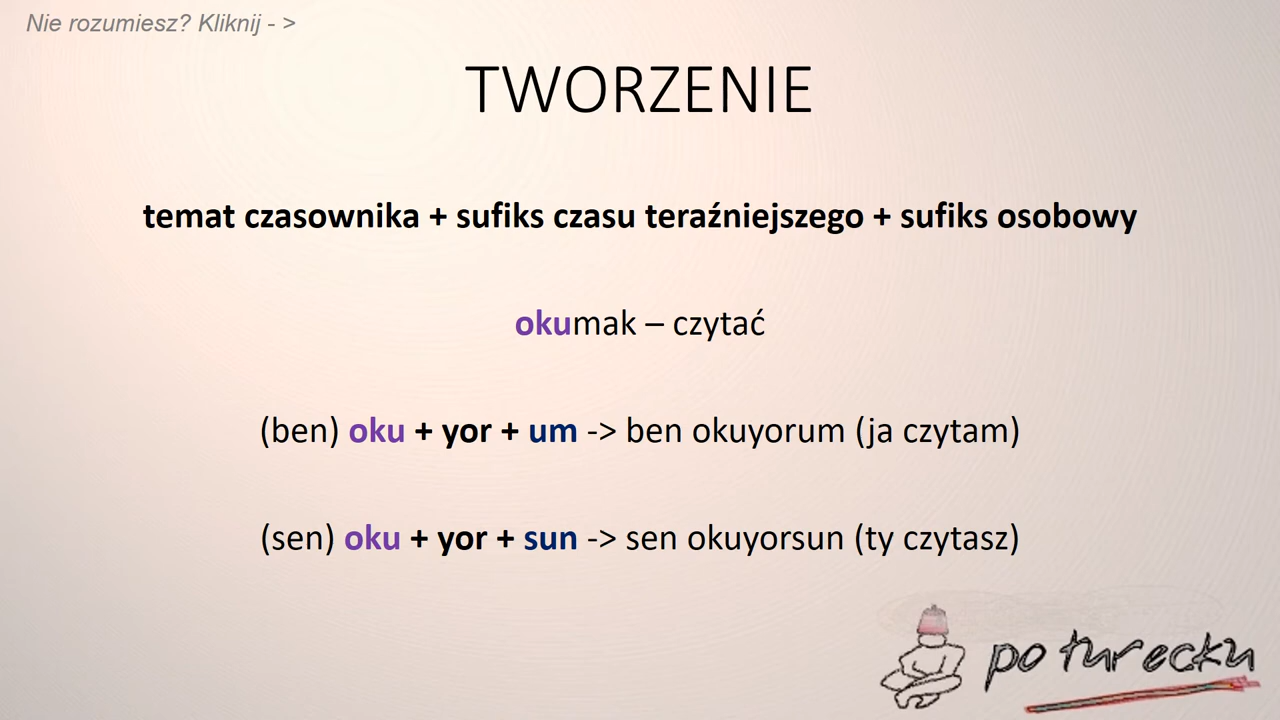 Nie rozumiesz? Kliknij - >
TWORZENIE
temat czasownika + sufiks czasu teraźniejszego + sufiks osobowy
okumak – czytać
(ben) oku + yor + um -> ben okuyorum (ja czytam)
(sen) oku + yor + sun -> sen okuyorsun (ty czytasz)
po turecku